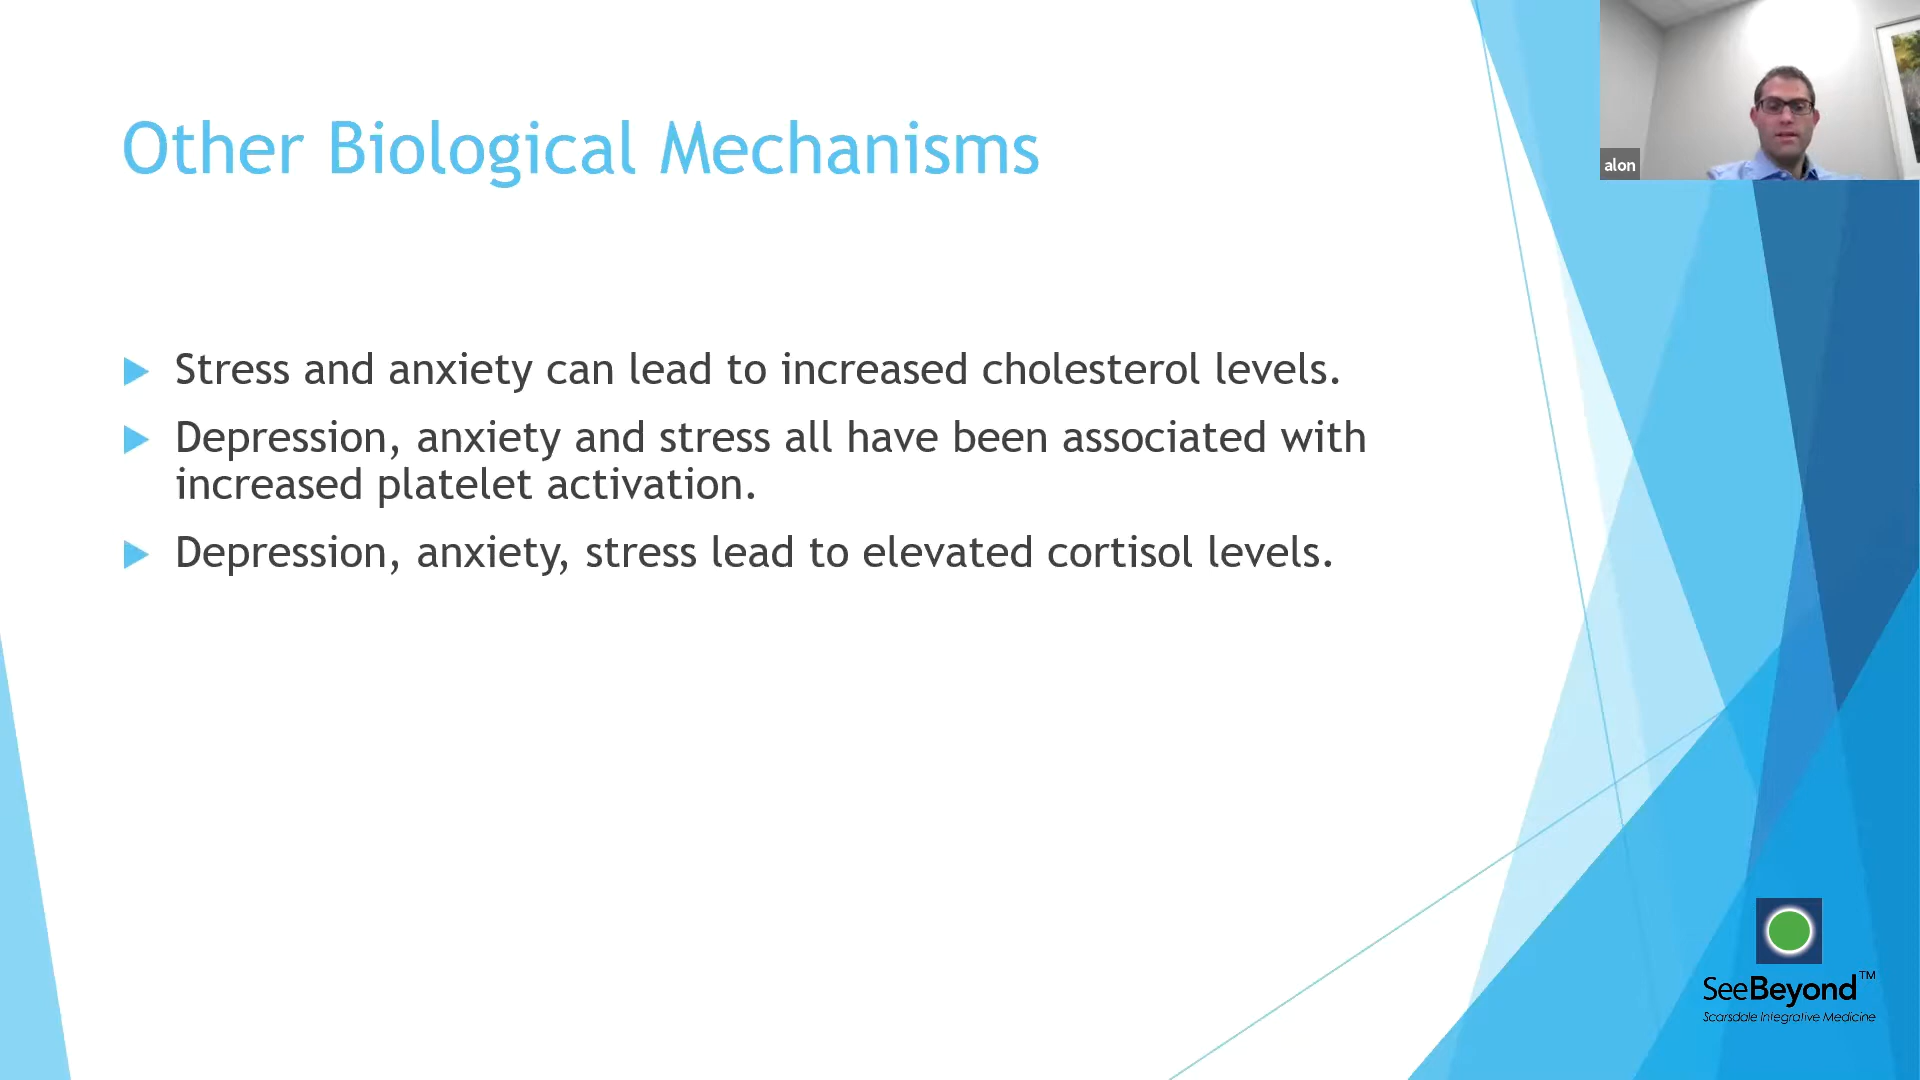 Other Biological Mechanisms
Stress and anxiety can lead to increased cholesterol levels.
Depression, anxiety and stress all have been associated with
increased platelet activation.
Depression, anxiety, stress lead to elevated cortisol levels.
alon
SeeBeyond™
Scarsdale Integrative Medicine